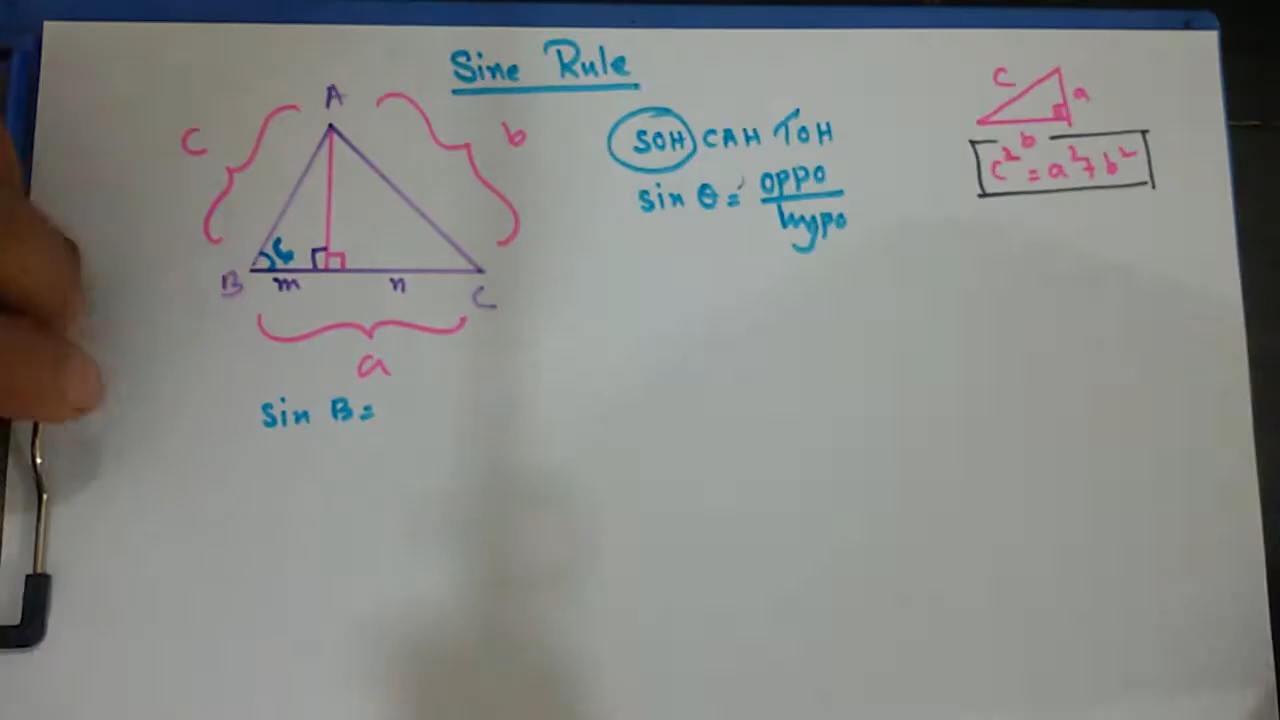 Sine Rule
A
c
b
SOH CAH TOH
sin θ = oppo
hypo
B
m
n
C
a
sin B =
c
a
b
c² = a² + b²